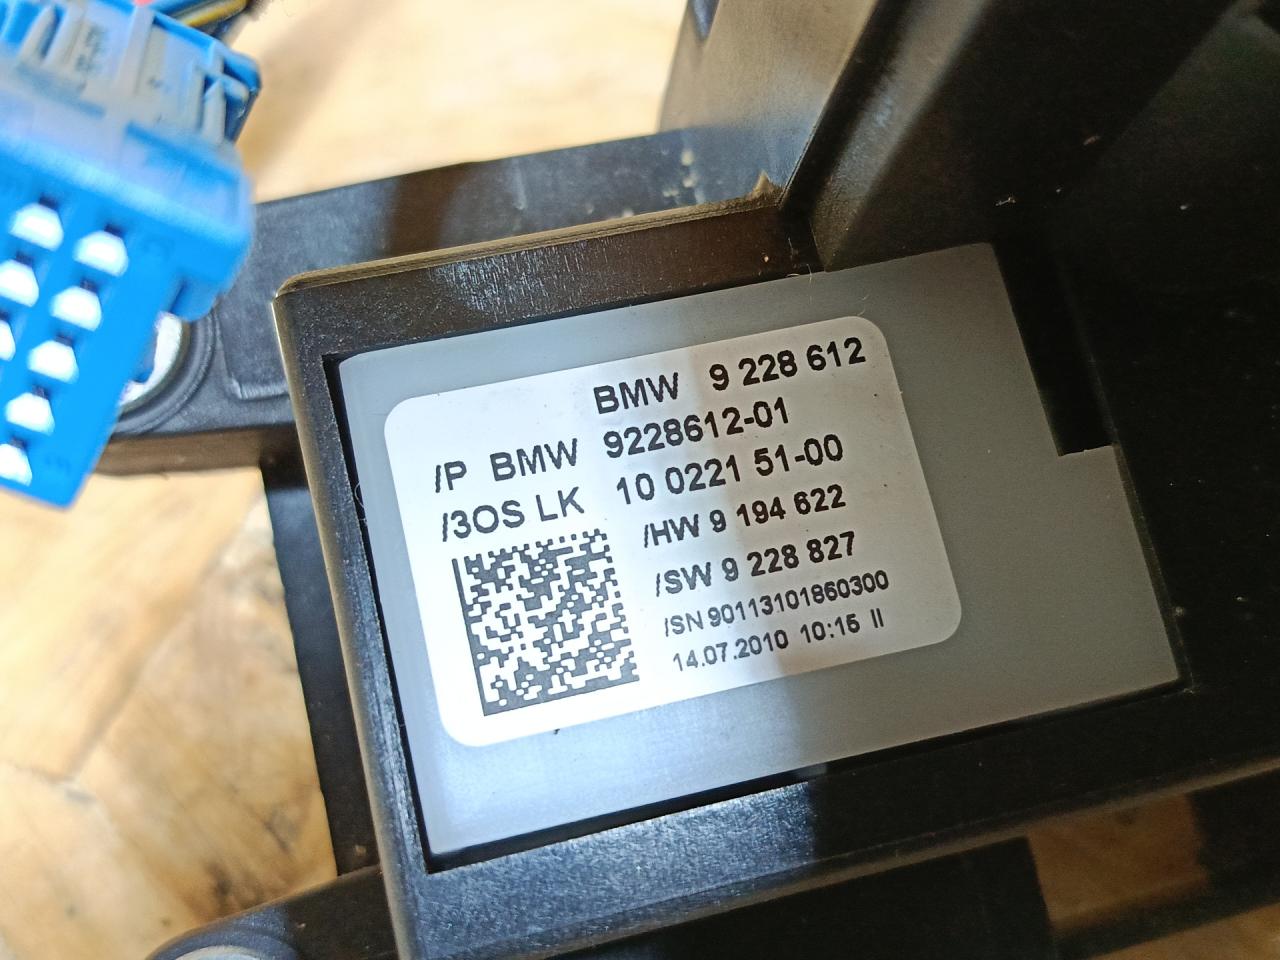 BMW 9 228 612
/P BMW 9228612-01
/3OS LK 10 0221 51-00
/HW 9 194 622
/SW 9 228 827
/SN 90113101860300
14.07.2010 10:15 II